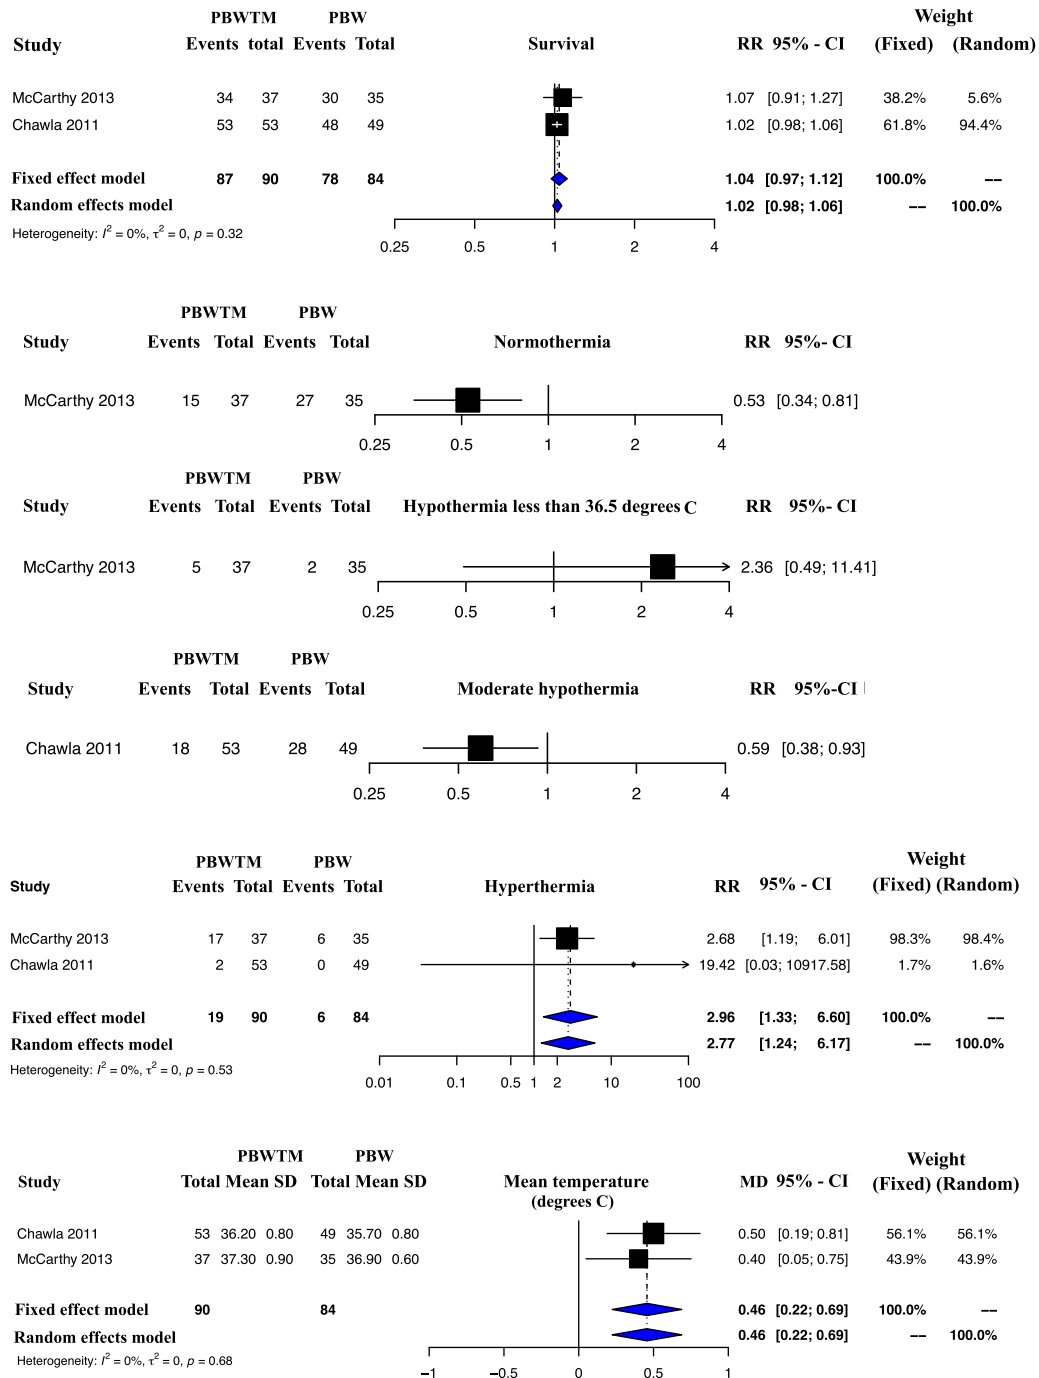 PBWTM PBW Weight
Study Events total Events Total Survival RR 95% - CI (Fixed) (Random)
McCarthy 2013 34 37 30 35 1.07 [0.91; 1.27] 38.2% 5.6%
Chawla 2011 53 53 48 49 1.02 [0.98; 1.06] 61.8% 94.4%
Fixed effect model 87 90 78 84 1.04 [0.97; 1.12] 100.0% --
Random effects model 1.02 [0.98; 1.06] -- 100.0%
Heterogeneity: I² = 0%, τ² = 0, p = 0.32
0.25 0.5 1 2 4
PBWTM PBW
Study Events Total Events Total Normothermia RR 95%- CI
McCarthy 2013 15 37 27 35 0.53 [0.34; 0.81]
0.25 0.5 1 2 4
PBWTM PBW
Study Events Total Events Total Hypothermia less than 36.5 degrees C RR 95%- CI
McCarthy 2013 5 37 2 35 2.36 [0.49; 11.41]
0.25 0.5 1 2 4
PBWTM PBW
Study Events Total Events Total Moderate hypothermia RR 95%-CI
Chawla 2011 18 53 28 49 0.59 [0.38; 0.93]
0.25 0.5 1 2 4
PBWTM PBW Weight
Study Events Total Events Total Hyperthermia RR 95% - CI (Fixed) (Random)
McCarthy 2013 17 37 6 35 2.68 [1.19; 6.01] 98.3% 98.4%
Chawla 2011 2 53 0 49 19.42 [0.03; 10917.58] 1.7% 1.6%
Fixed effect model 19 90 6 84 2.96 [1.33; 6.60] 100.0% --
Random effects model 2.77 [1.24; 6.17] -- 100.0%
Heterogeneity: I² = 0%, τ² = 0, p = 0.53
0.01 0.1 0.5 1 2 10 100
PBWTM PBW Weight
Study Total Mean SD Total Mean SD Mean temperature MD 95% - CI (Fixed) (Random)
(degrees C)
Chawla 2011 53 36.20 0.80 49 35.70 0.80 0.50 [0.19; 0.81] 56.1% 56.1%
McCarthy 2013 37 37.30 0.90 35 36.90 0.60 0.40 [0.05; 0.75] 43.9% 43.9%
Fixed effect model 90 84 0.46 [0.22; 0.69] 100.0% --
Random effects model 0.46 [0.22; 0.69] -- 100.0%
Heterogeneity: I² = 0%, τ² = 0, p = 0.68
−1 −0.5 0 0.5 1